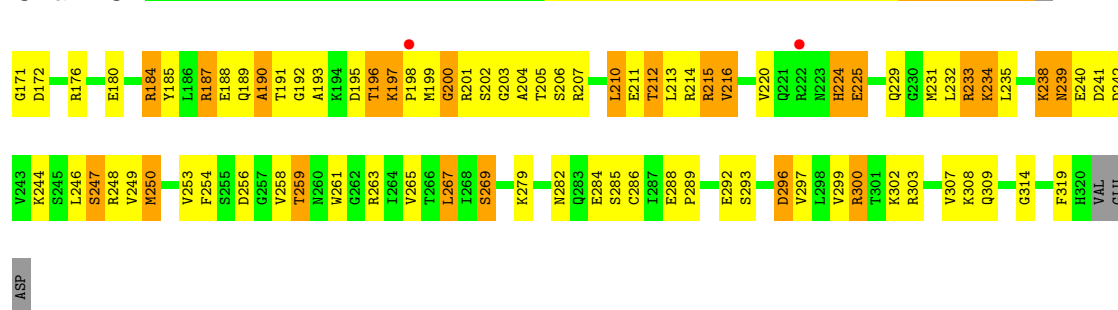 G171 D172 R176 E180 R184 Y185 L186 R187 E188 Q189 A190 T191 G192 A193 K194 D195 T196 K197 P198 M199 G200 R201 S202 G203 A204 T205 S206 R207 L210 E211 T212 L213 R214 R215 V216 V220 Q221 R222 N223 H224 E225 Q229 G230 M231 L232 R233 K234 L235 K238 N239 E240 D241
V243 K244 S245 L246 S247 R248 V249 M250 V253 F254 S255 D256 G257 V258 T259 N260 W261 G262 R263 I264 V265 T266 L267 I268 S269 K279 N282 Q283 E284 S285 C286 I287 E288 P289 E292 S293 D296 V297 L298 V299 R300 T301 K302 R303 V307 K308 Q309 G314 F319 H320 VAL
ASP